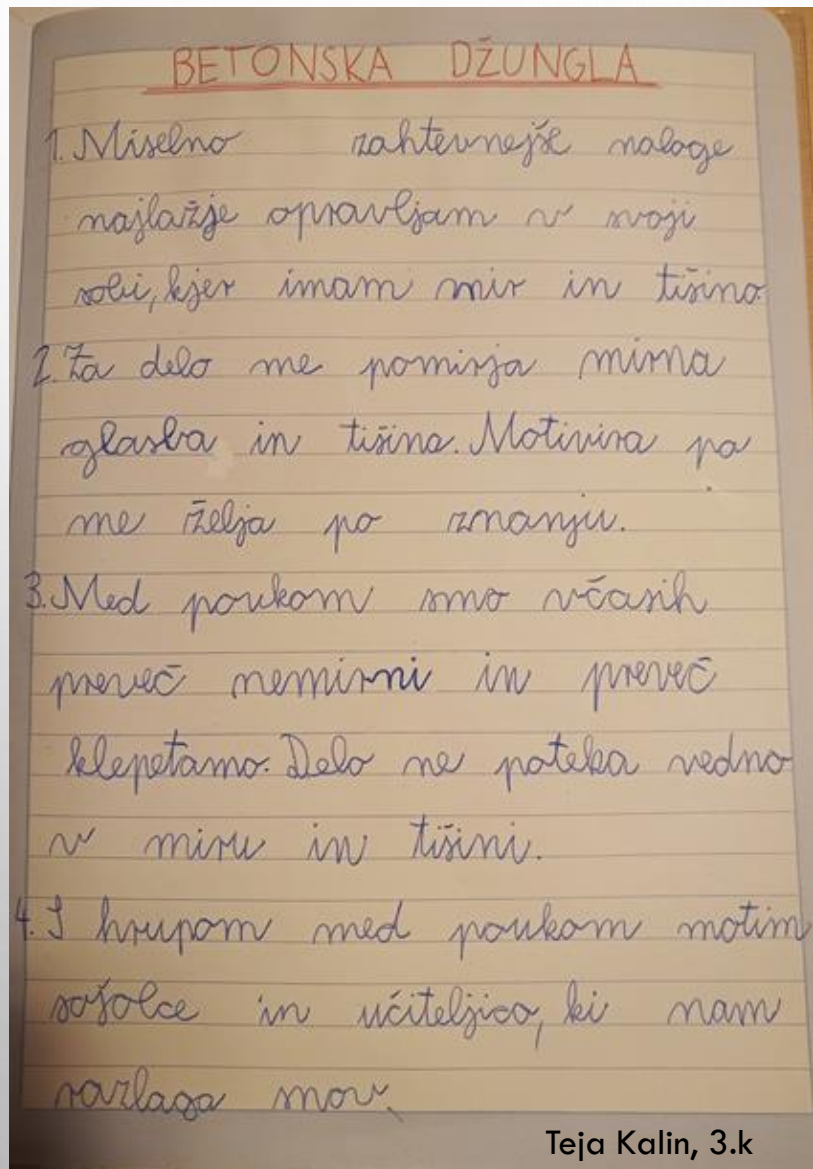 BETONSKA DŽUNGLA
1. Miselno zahtevnejše naloge
najlažje opravljam v svoji
sobi, kjer imam mir in tišino.
2. Za delo me pomirja mirna
glasba in tišina. Motivira pa
me želja po znanju.
3. Med poukom smo včasih
preveč nemirni in preveč
klepetamo. Delo ne poteka vedno
v miru in tišini.
4. S hrupom med poukom motim
sošolce in učiteljico, ki nam
razlaga snov.
Teja Kalin, 3.k